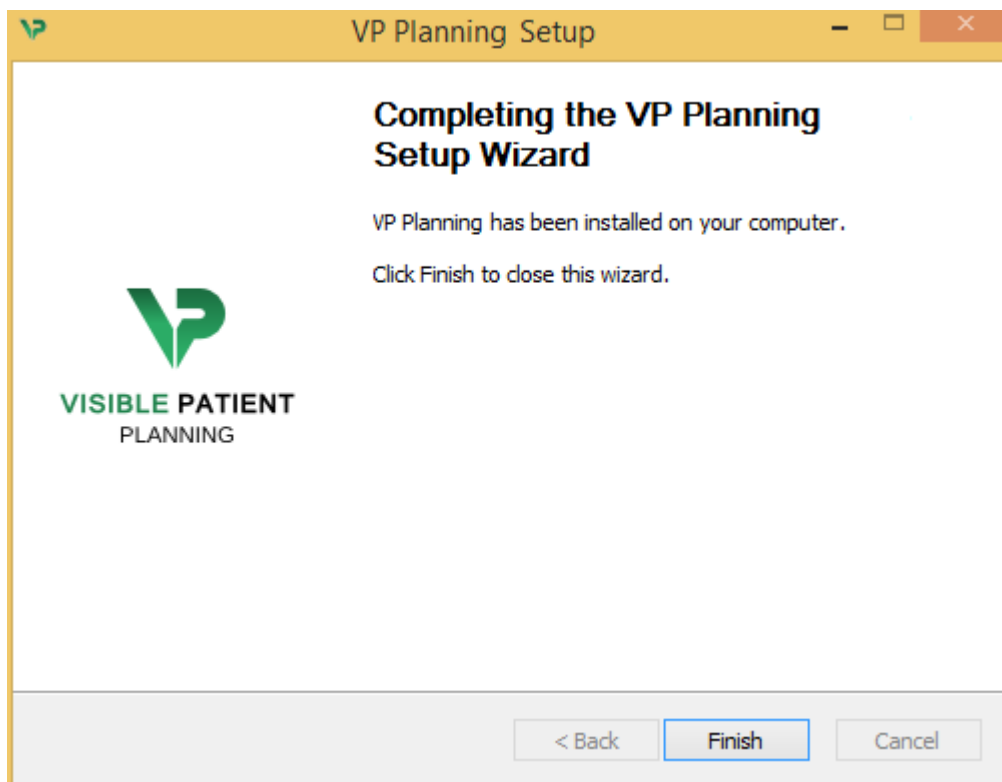 VP Planning Setup
Completing the VP Planning
Setup Wizard
VP Planning has been installed on your computer.
Click Finish to close this wizard.
VP
VISIBLE PATIENT
PLANNING
< Back
Finish
Cancel